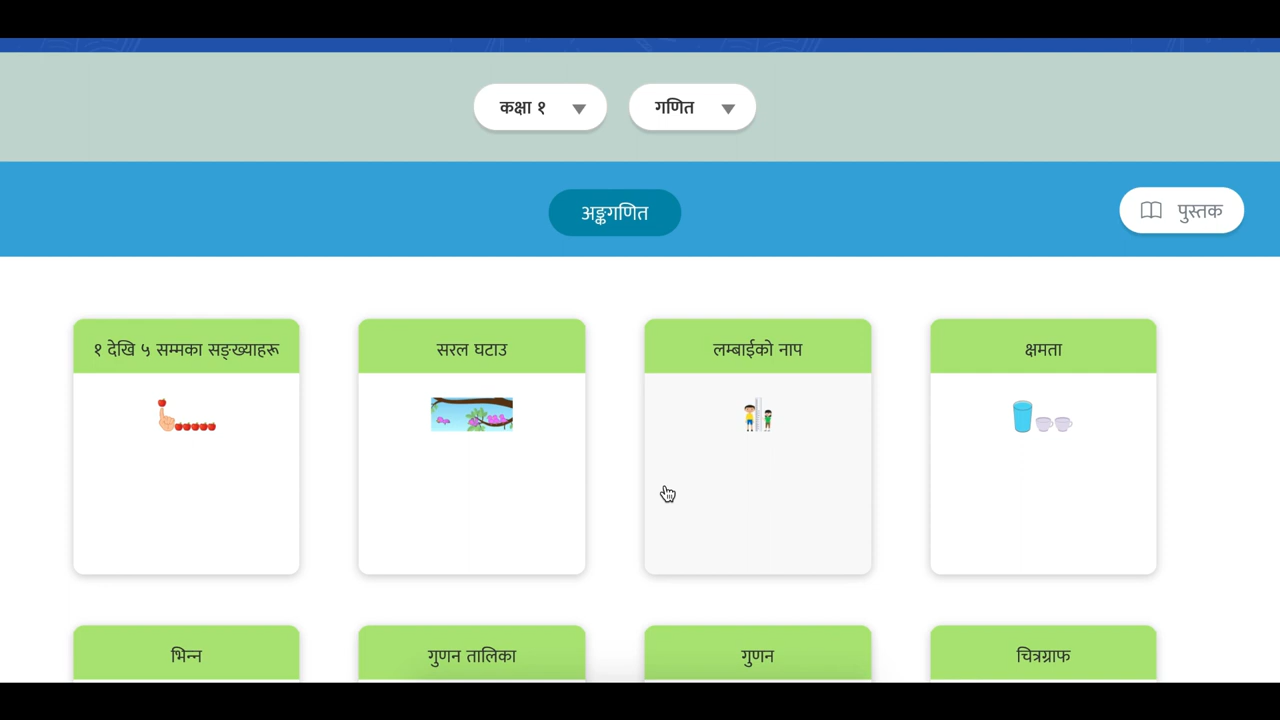 कक्षा १
गणित
अङ्कगणित
पुस्तक
१ देखि ५ सम्मका सङ्ख्याहरू
सरल घटाउ
लम्बाईको नाप
क्षमता
भिन्न
गुणन तालिका
गुणन
चित्रग्राफ